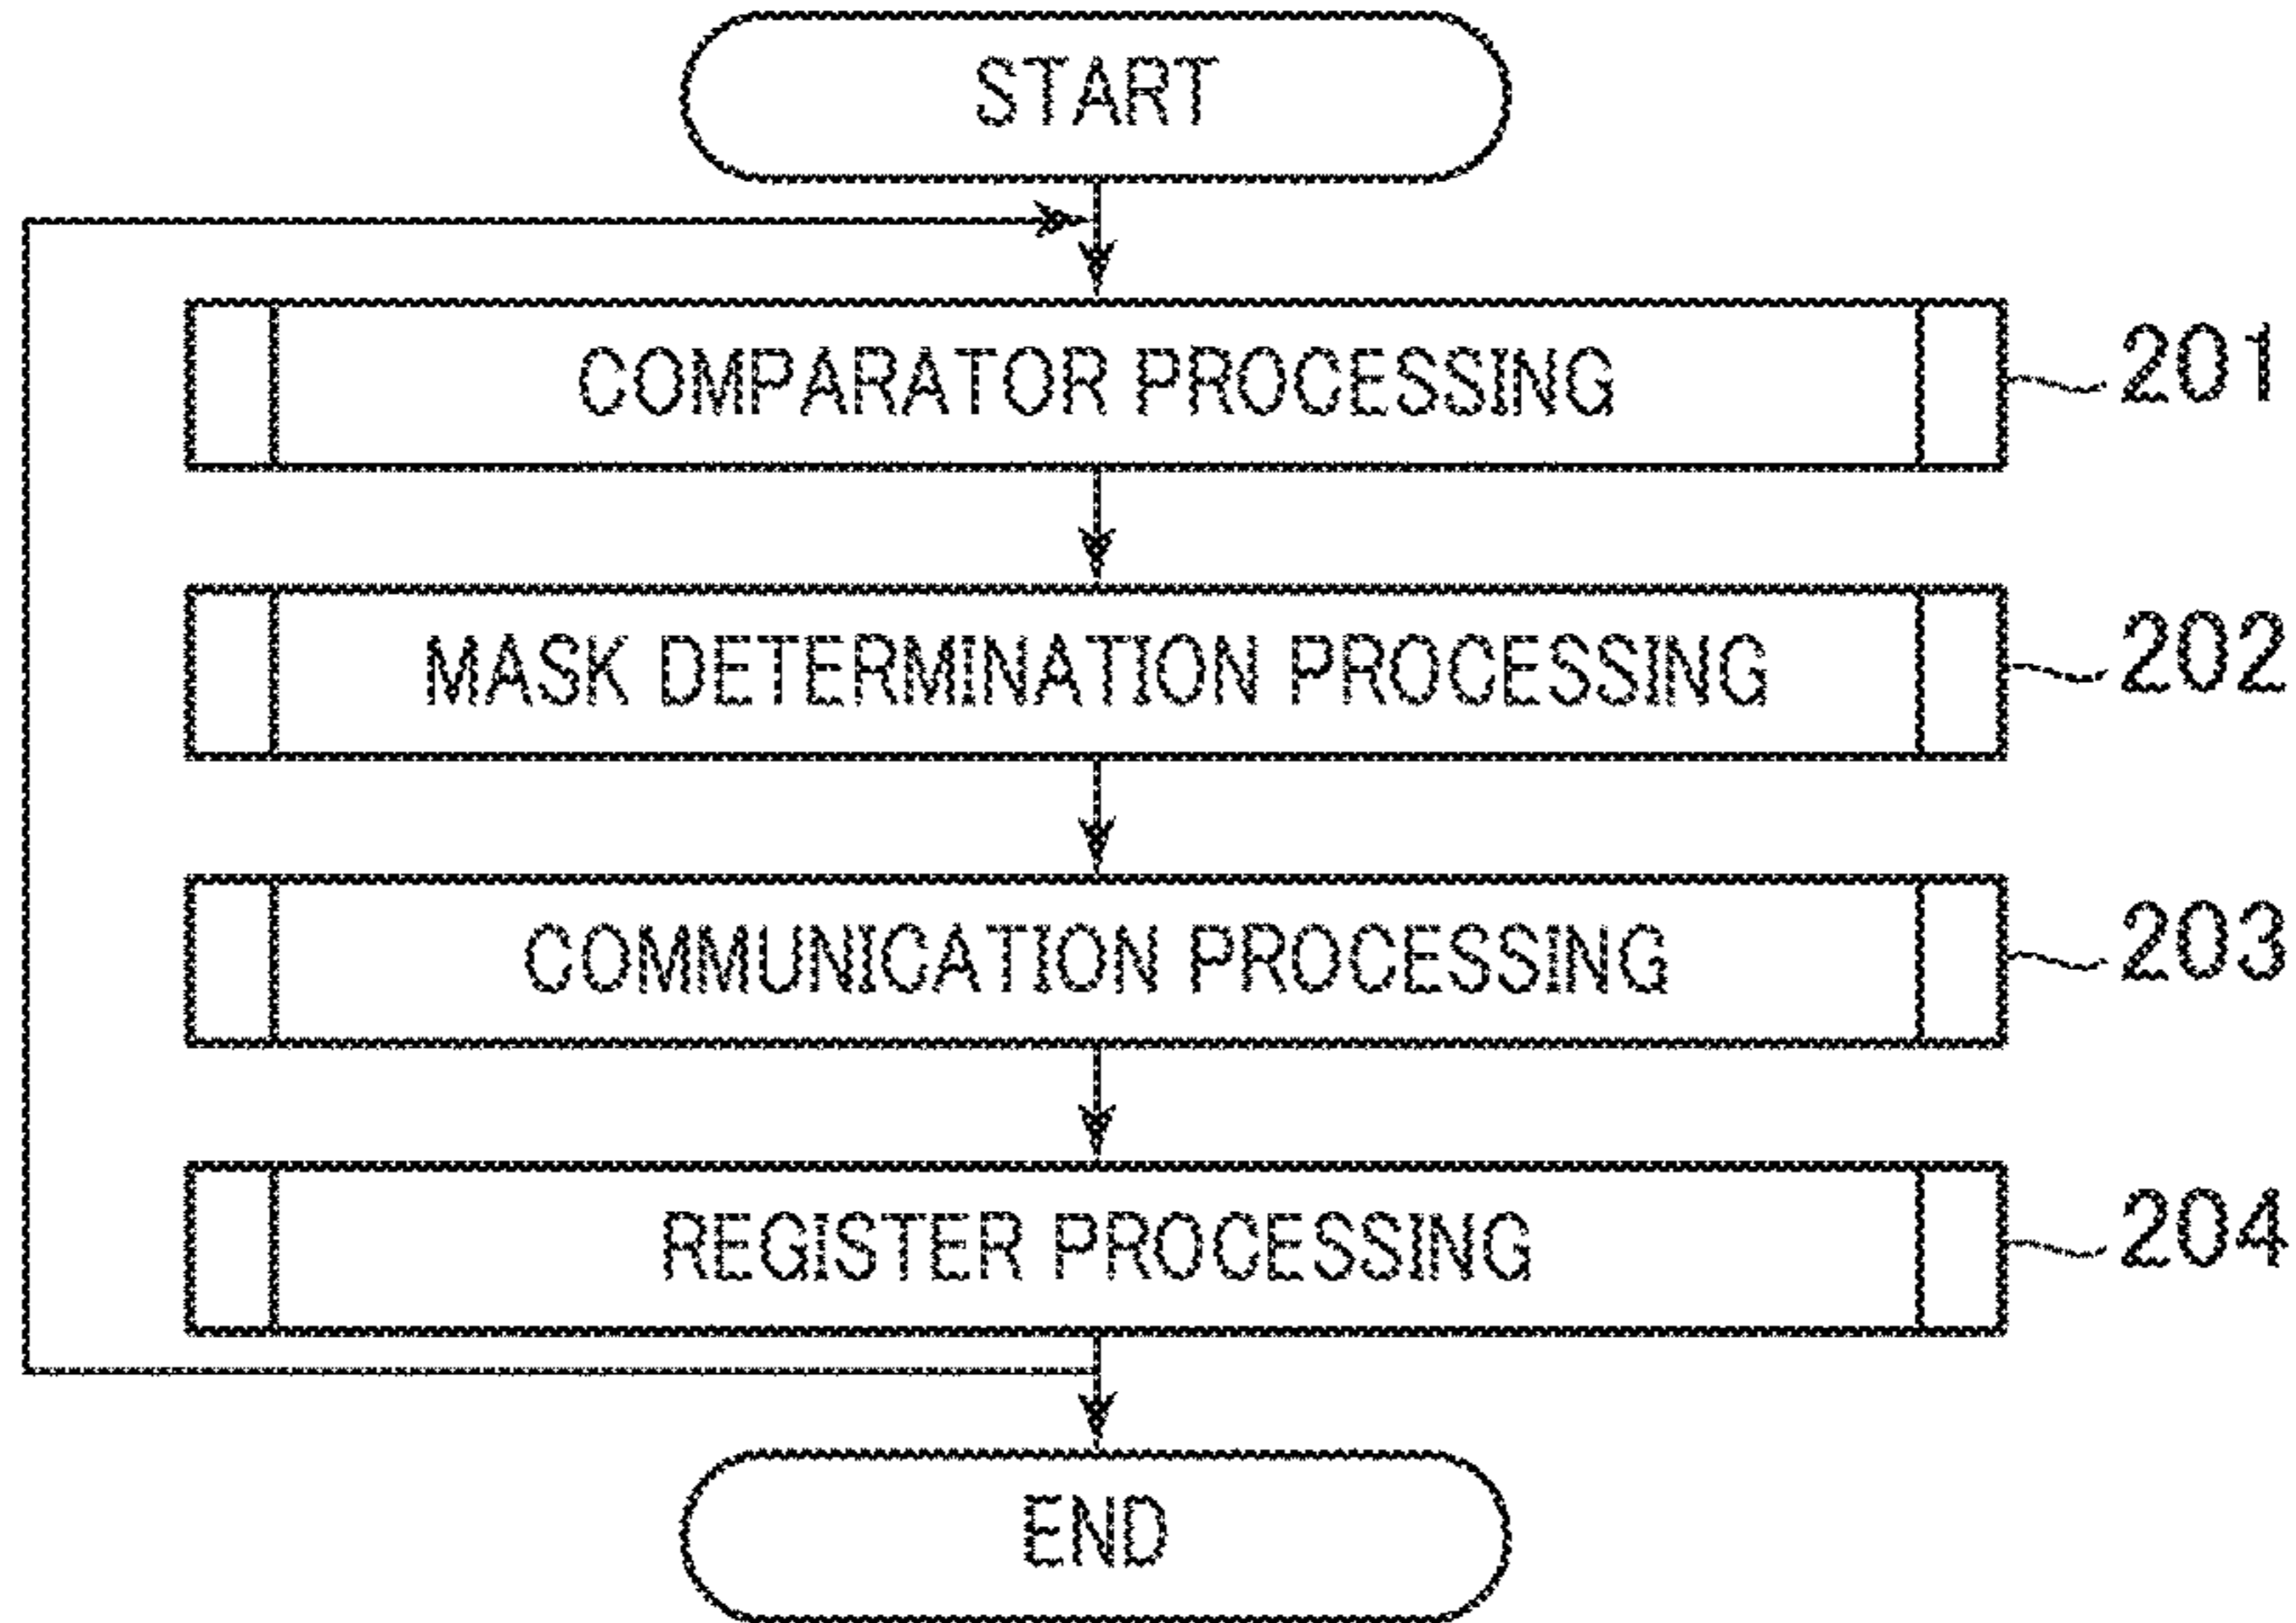 START
COMPARATOR PROCESSING
201
MASK DETERMINATION PROCESSING
202
COMMUNICATION PROCESSING
203
REGISTER PROCESSING
204
END